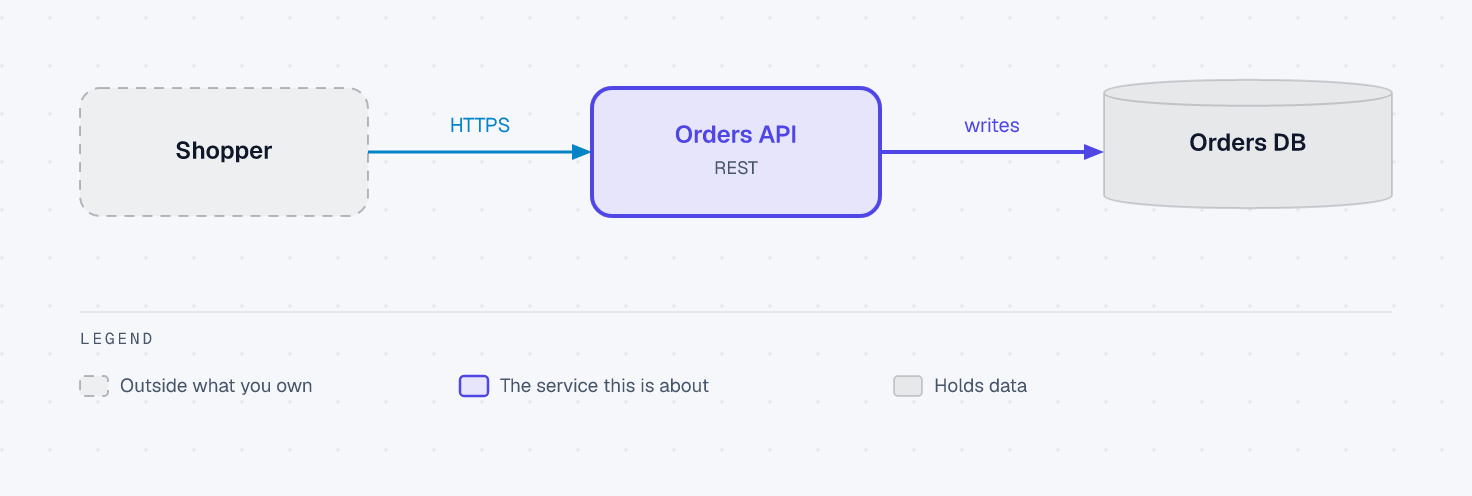 Shopper
HTTPS
Orders API
REST
writes
Orders DB
LEGEND
Outside what you own
The service this is about
Holds data